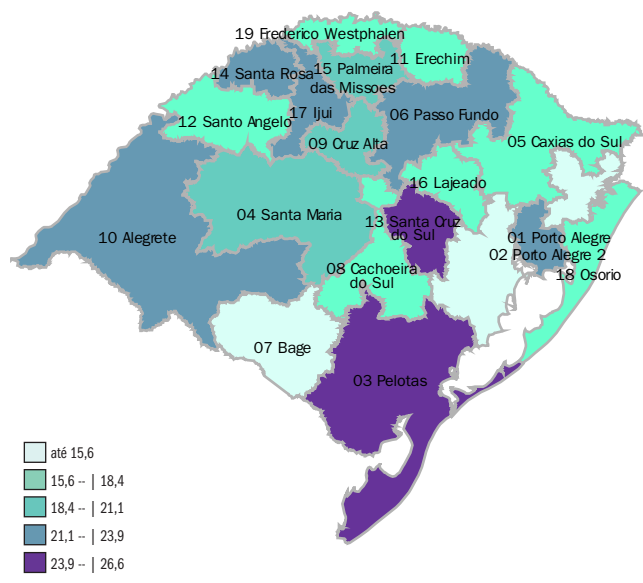 19 Frederico Westphalen
11 Erechim
14 Santa Rosa
15 Palmeira
das Missoes
17 Ijui
06 Passo Fundo
12 Santo Angelo
09 Cruz Alta
05 Caxias do Sul
16 Lajeado
04 Santa Maria
13 Santa Cruz
do Sul
10 Alegrete
01 Porto Alegre
02 Porto Alegre 2
08 Cachoeira
do Sul
18 Osorio
07 Bage
03 Pelotas
até 15,6
15,6 -- | 18,4
18,4 -- | 21,1
21,1 -- | 23,9
23,9 -- | 26,6